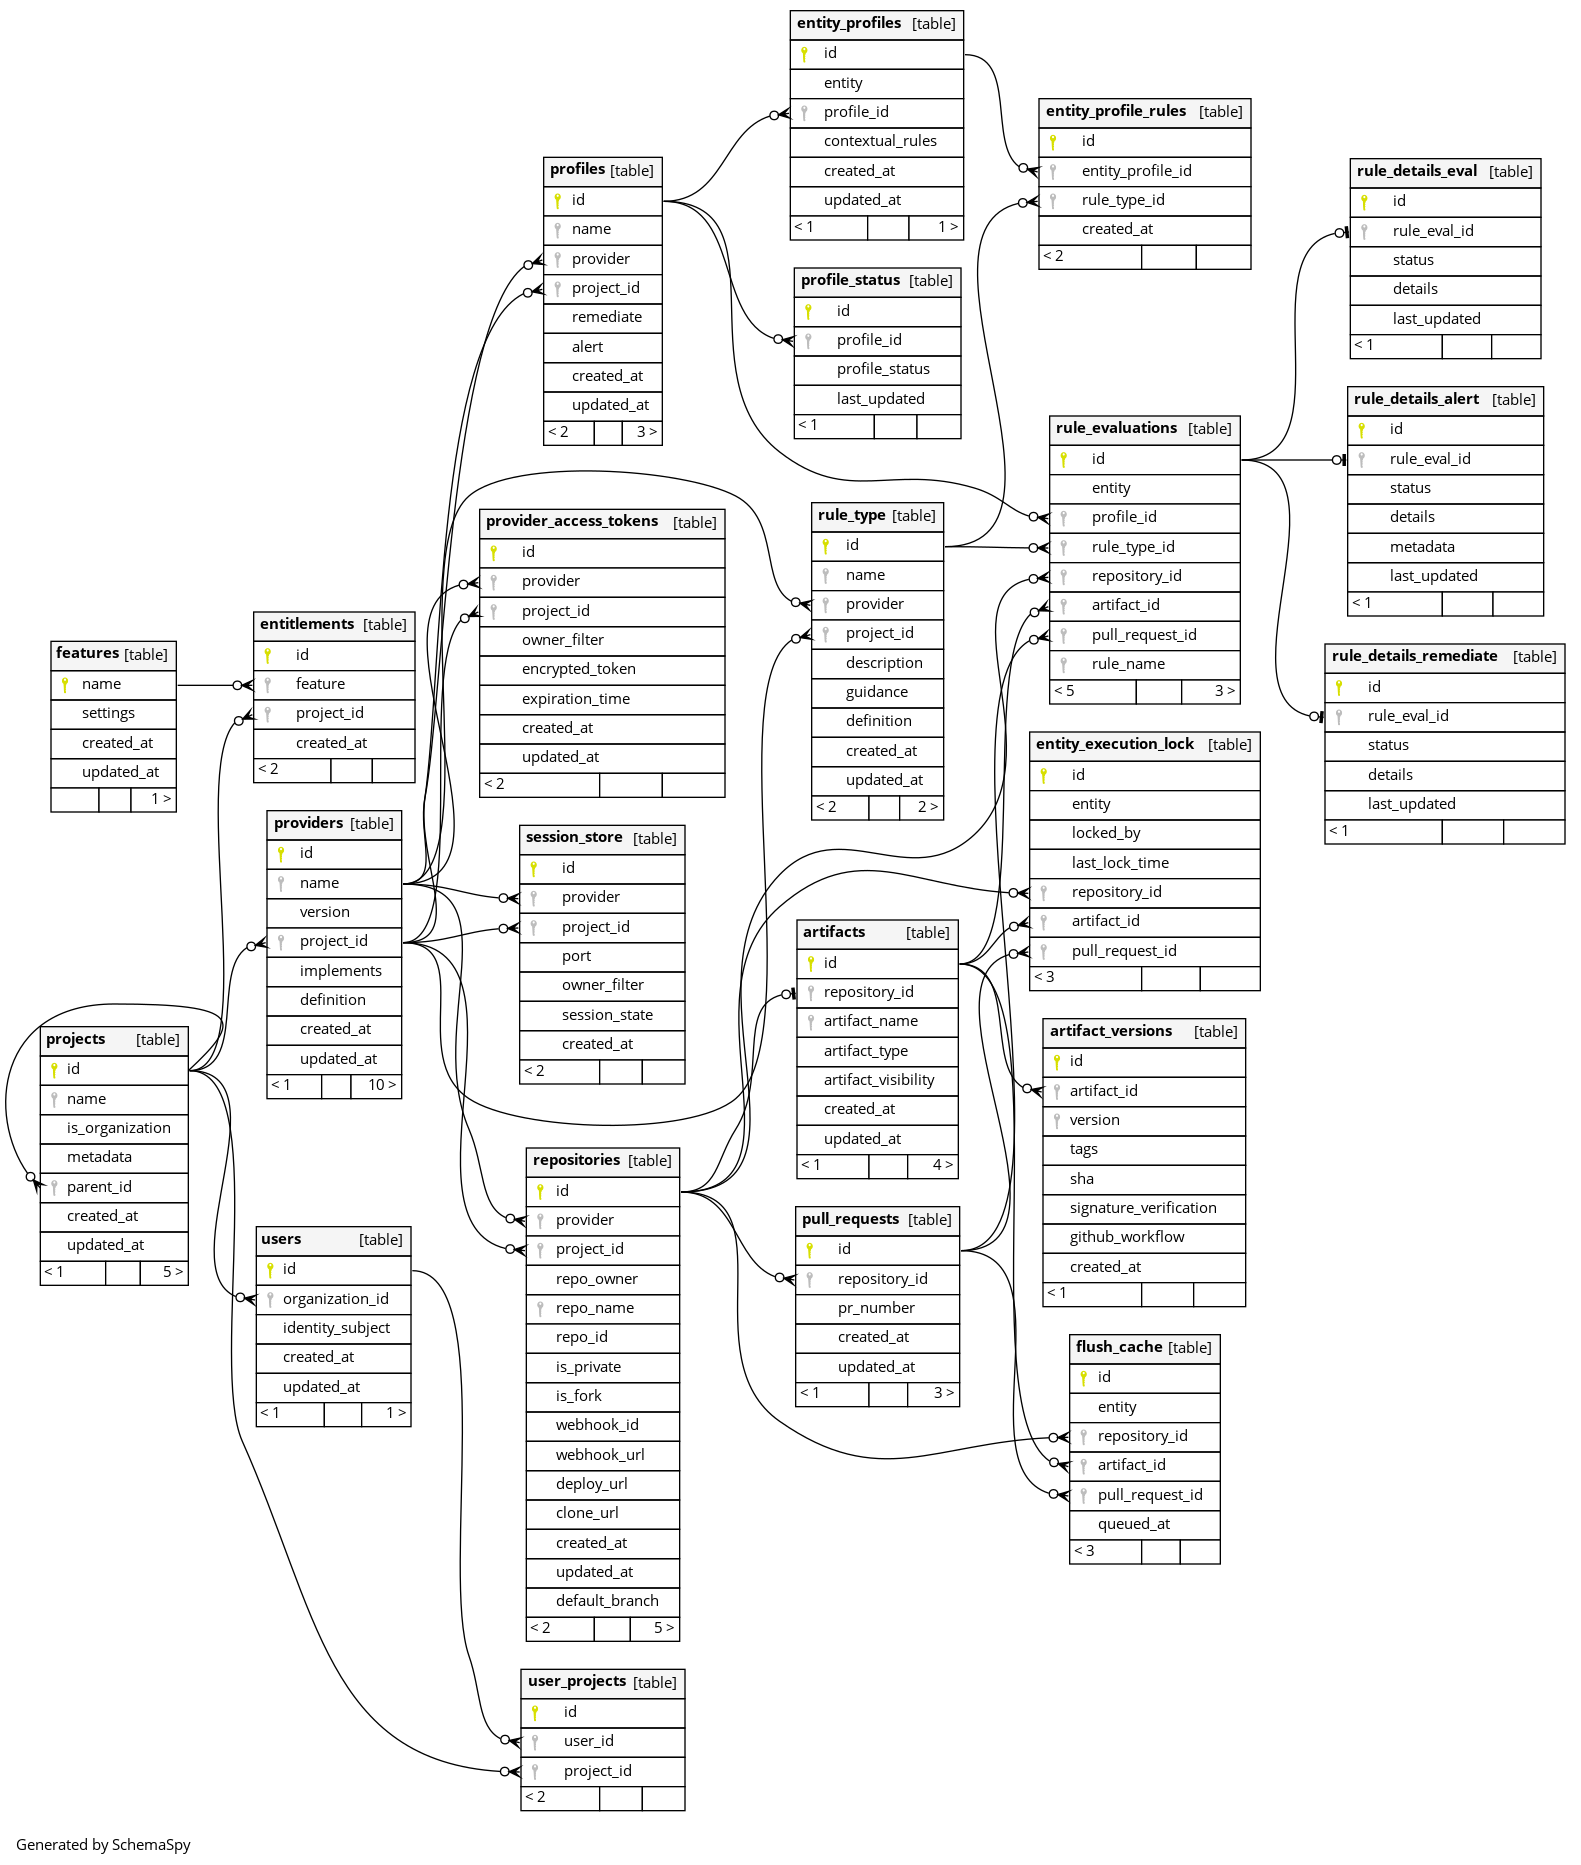 entity_profiles [table]
id
entity
profile_id
contextual_rules
created_at
updated_at
< 1 1 >
entity_profile_rules [table]
id
entity_profile_id
rule_type_id
created_at
< 2
profiles [table]
id
name
provider
project_id
remediate
alert
created_at
updated_at
< 2 3 >
rule_details_eval [table]
id
rule_eval_id
status
details
last_updated
< 1
profile_status [table]
id
profile_id
profile_status
last_updated
< 1
rule_details_alert [table]
id
rule_eval_id
status
details
metadata
last_updated
< 1
rule_evaluations [table]
id
entity
profile_id
rule_type_id
repository_id
artifact_id
pull_request_id
rule_name
< 5 3 >
provider_access_tokens [table]
id
provider
project_id
owner_filter
encrypted_token
expiration_time
created_at
updated_at
< 2
rule_type [table]
id
name
provider
project_id
description
guidance
definition
created_at
updated_at
< 2 2 >
entitlements [table]
id
feature
project_id
created_at
< 2
features [table]
name
settings
created_at
updated_at
1 >
rule_details_remediate [table]
id
rule_eval_id
status
details
last_updated
< 1
entity_execution_lock [table]
id
entity
locked_by
last_lock_time
repository_id
artifact_id
pull_request_id
< 3
providers [table]
id
name
version
project_id
implements
definition
created_at
updated_at
< 1 10 >
session_store [table]
id
provider
project_id
port
owner_filter
session_state
created_at
< 2
artifacts [table]
id
repository_id
artifact_name
artifact_type
artifact_visibility
created_at
updated_at
< 1 4 >
projects [table]
id
name
is_organization
metadata
parent_id
created_at
updated_at
< 1 5 >
artifact_versions [table]
id
artifact_id
version
tags
sha
signature_verification
github_workflow
created_at
< 1
repositories [table]
id
provider
project_id
repo_owner
repo_name
repo_id
is_private
is_fork
webhook_id
webhook_url
deploy_url
clone_url
created_at
updated_at
default_branch
< 2 5 >
pull_requests [table]
id
repository_id
pr_number
created_at
updated_at
< 1 3 >
users [table]
id
organization_id
identity_subject
created_at
updated_at
< 1 1 >
flush_cache [table]
id
entity
repository_id
artifact_id
pull_request_id
queued_at
< 3
user_projects [table]
id
user_id
project_id
< 2
Generated by SchemaSpy